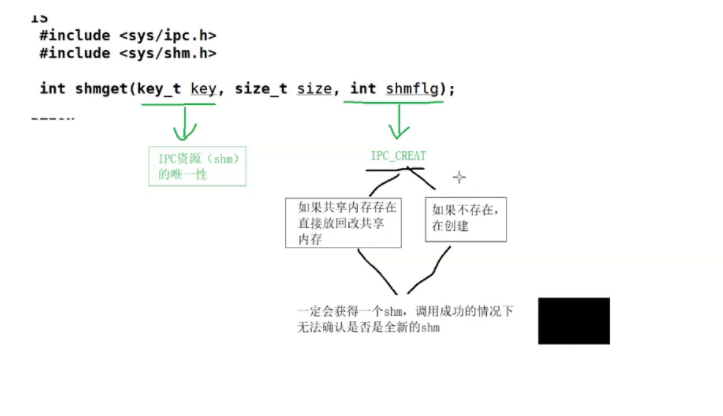 #include <sys/ipc.h>
#include <sys/shm.h>
int shmget(key_t key, size_t size, int shmflg);
IPC资源（shm）
的唯一性
IPC_CREAT
如果共享内存存在
直接放回改共享
内存
如果不存在，
在创建
一定会获得一个shm，调用成功的情况下
无法确认是否是全新的shm